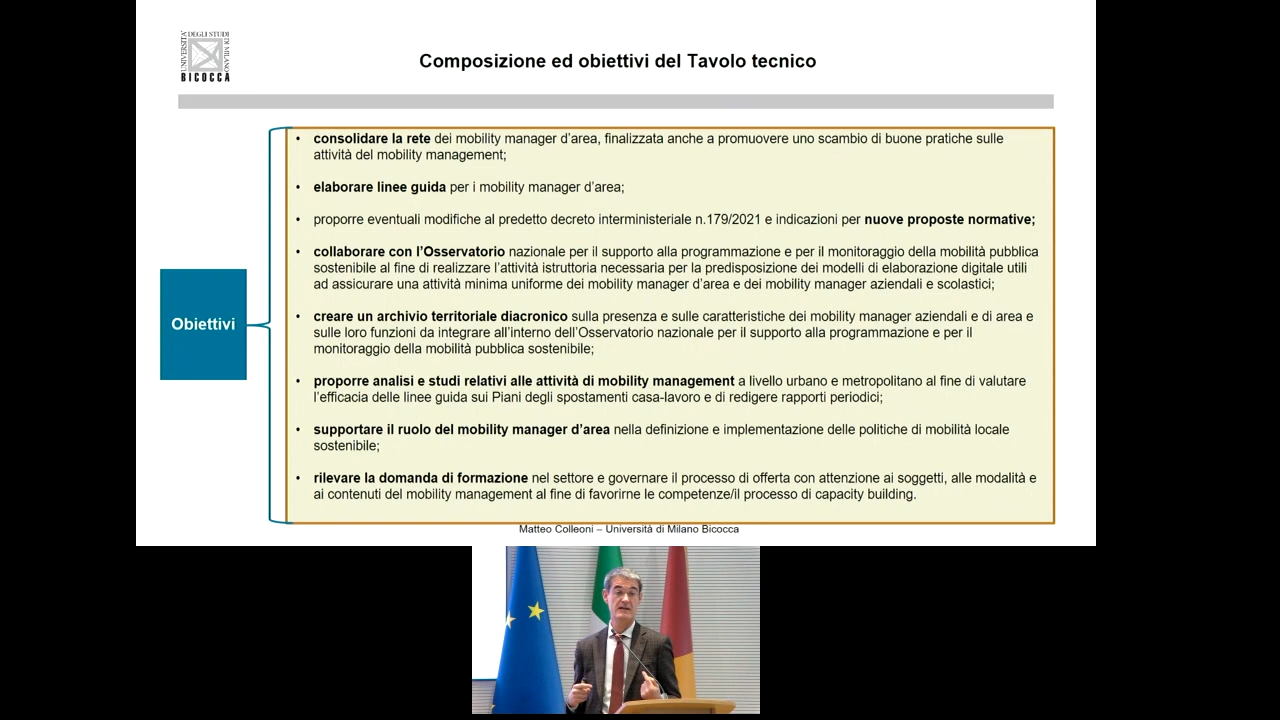 UNIVERSITA'
DEGLI STUDI
DI MILANO
BICOCCA
Composizione ed obiettivi del Tavolo tecnico
Obiettivi
• consolidare la rete dei mobility manager d'area, finalizzata anche a promuovere uno scambio di buone pratiche sulle
attività del mobility management;
• elaborare linee guida per i mobility manager d'area;
• proporre eventuali modifiche al predetto decreto interministeriale n.179/2021 e indicazioni per nuove proposte normative;
• collaborare con l'Osservatorio nazionale per il supporto alla programmazione e per il monitoraggio della mobilità pubblica
sostenibile al fine di realizzare l'attività istruttoria necessaria per la predisposizione dei modelli di elaborazione digitale utili
ad assicurare una attività minima uniforme dei mobility manager d'area e dei mobility manager aziendali e scolastici;
• creare un archivio territoriale diacronico sulla presenza e sulle caratteristiche dei mobility manager aziendali e di area e
sulle loro funzioni da integrare all'interno dell'Osservatorio nazionale per il supporto alla programmazione e per il
monitoraggio della mobilità pubblica sostenibile;
• proporre analisi e studi relativi alle attività di mobility management a livello urbano e metropolitano al fine di valutare
l'efficacia delle linee guida sui Piani degli spostamenti casa-lavoro e di redigere rapporti periodici;
• supportare il ruolo del mobility manager d'area nella definizione e implementazione delle politiche di mobilità locale
sostenibile;
• rilevare la domanda di formazione nel settore e governare il processo di offerta con attenzione ai soggetti, alle modalità e
ai contenuti del mobility management al fine di favorirne le competenze/il processo di capacity building.
Matteo Colleoni – Università di Milano Bicocca